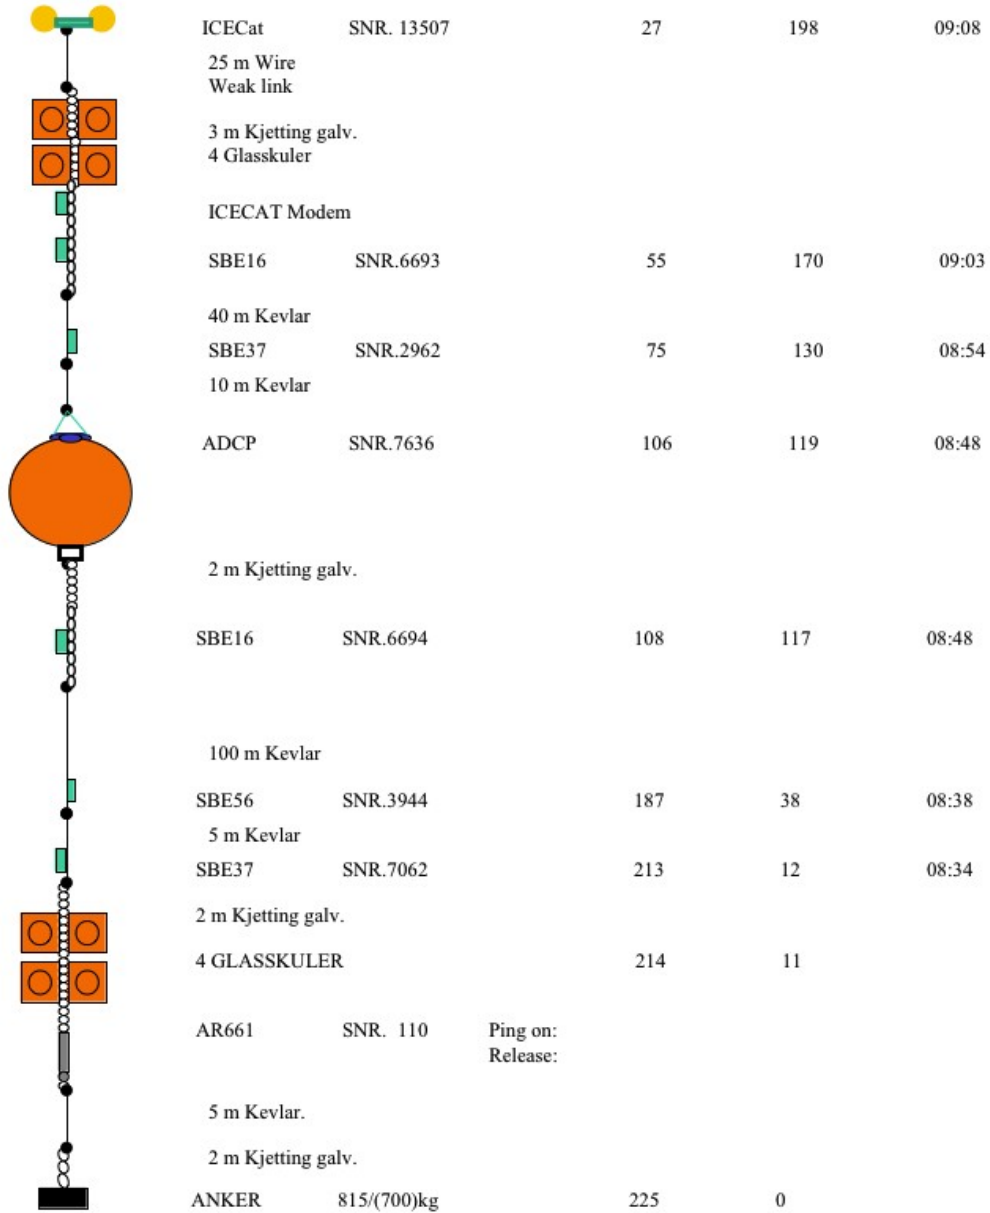 ICECat SNR. 13507 27 198 09:08
25 m Wire
Weak link
3 m Kjetting galv.
4 Glasskuler
ICECAT Modem
SBE16 SNR.6693 55 170 09:03
40 m Kevlar
SBE37 SNR.2962 75 130 08:54
10 m Kevlar
ADCP SNR.7636 106 119 08:48
2 m Kjetting galv.
SBE16 SNR.6694 108 117 08:48
100 m Kevlar
SBE56 SNR.3944 187 38 08:38
5 m Kevlar
SBE37 SNR.7062 213 12 08:34
2 m Kjetting galv.
4 GLASSKULER 214 11
AR661 SNR. 110 Ping on:
Release:
5 m Kevlar.
2 m Kjetting galv.
ANKER 815/(700)kg 225 0